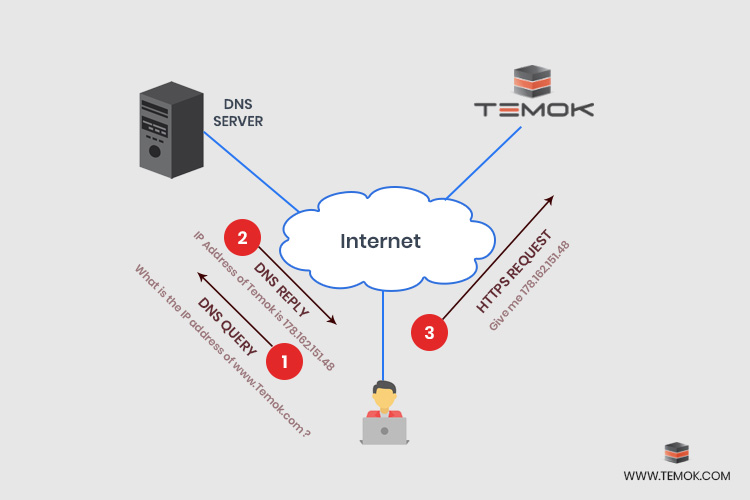 DNS
SERVER
TEMOK
Internet
2
IP Address of Temok is 178.162.151.48
DNS REPLY
What is the IP address of www.Temok.com ?
DNS QUERY
1
HTTPS REQUEST
Give me 178.162.151.48
3
WWW.TEMOK.COM